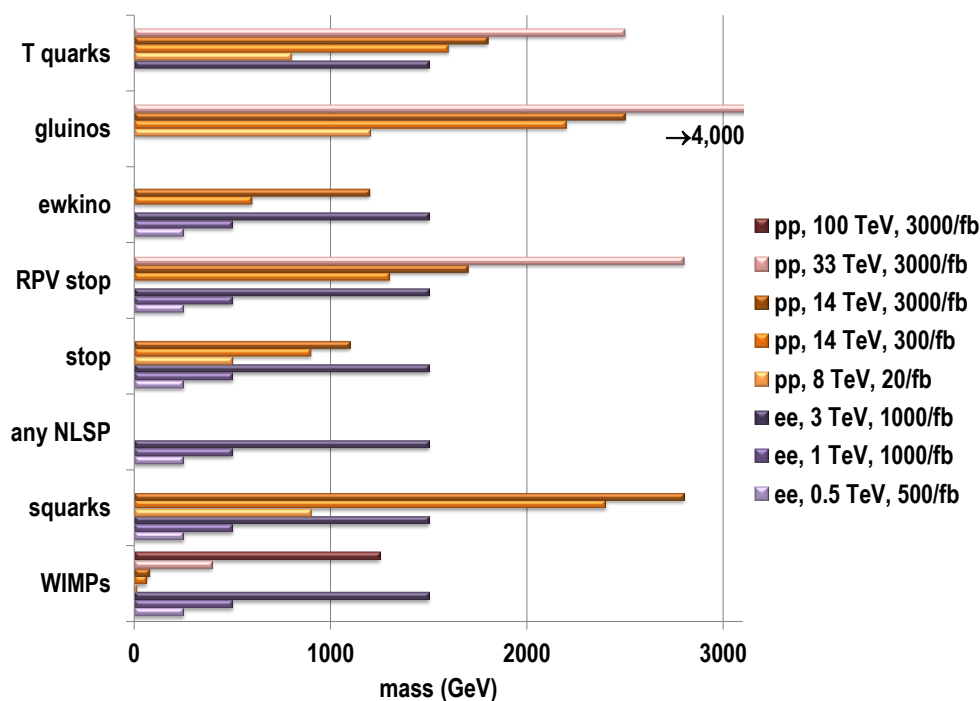 T quarks
gluinos
→4,000
ewkino
RPV stop
stop
any NLSP
squarks
WIMPs
0 1000 2000 3000
mass (GeV)
pp, 100 TeV, 3000/fb
pp, 33 TeV, 3000/fb
pp, 14 TeV, 3000/fb
pp, 14 TeV, 300/fb
pp, 8 TeV, 20/fb
ee, 3 TeV, 1000/fb
ee, 1 TeV, 1000/fb
ee, 0.5 TeV, 500/fb